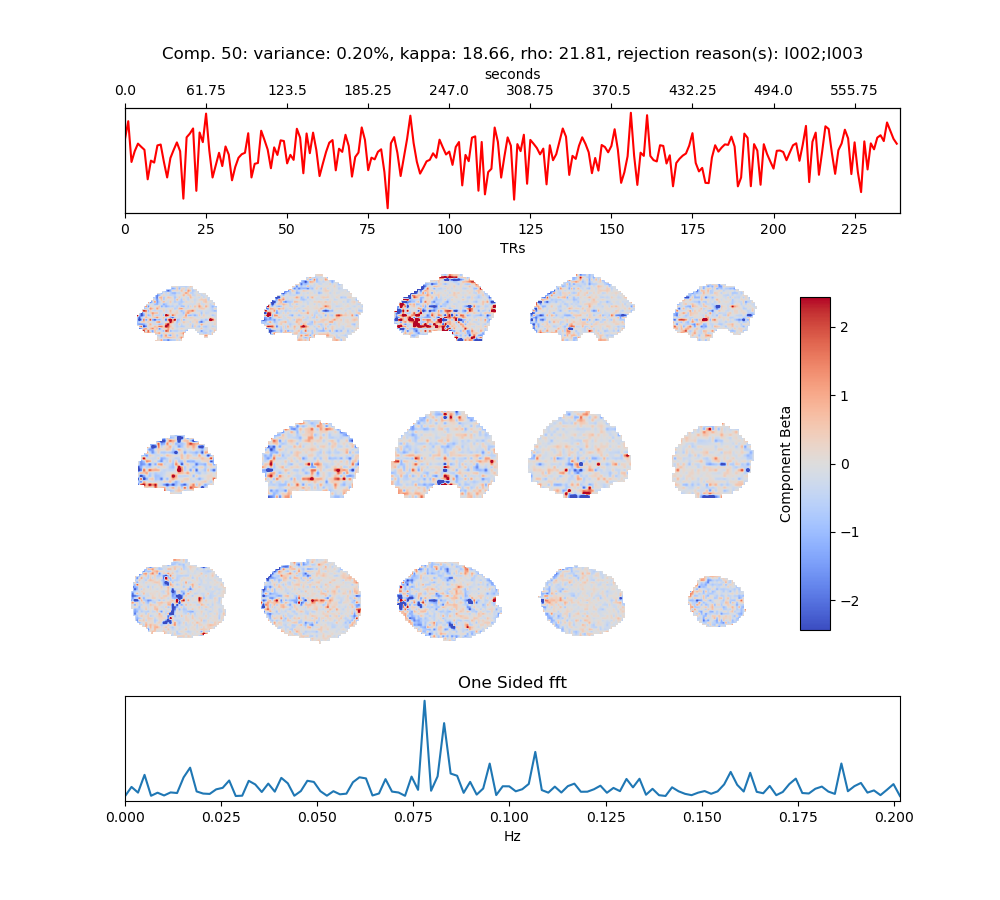 Comp. 50: variance: 0.20%, kappa: 18.66, rho: 21.81, rejection reason(s): I002;I003
seconds
0.0 61.75 123.5 185.25 247.0 308.75 370.5 432.25 494.0 555.75
0 25 50 75 100 125 150 175 200 225
TRs
2
1
0
−1
−2
Component Beta
One Sided fft
0.000 0.025 0.050 0.075 0.100 0.125 0.150 0.175 0.200
Hz